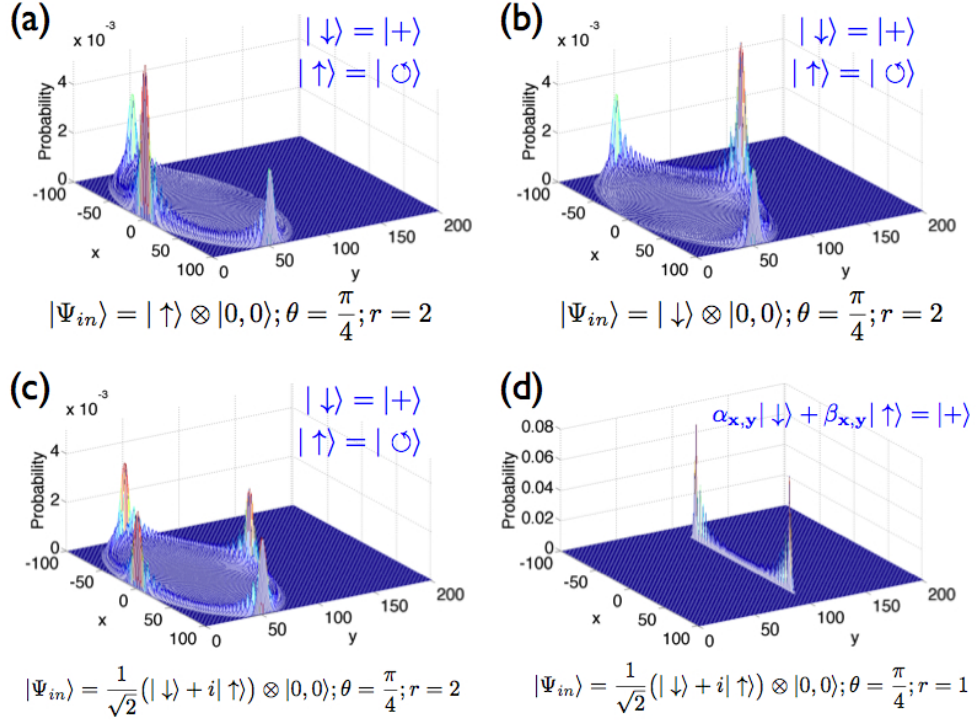 (a)
x 10⁻³
|↓⟩ = |+⟩
|↑⟩ = |↺⟩
Probability
4
2
0
-100
-50
0
50
100
x
0
50
100
150
200
y
|Ψ_in⟩ = |↑⟩ ⊗ |0,0⟩; θ = π/4; r = 2
(b)
x 10⁻³
|↓⟩ = |+⟩
|↑⟩ = |↺⟩
Probability
4
2
0
-100
-50
0
50
100
x
0
50
100
150
200
y
|Ψ_in⟩ = |↓⟩ ⊗ |0,0⟩; θ = π/4; r = 2
(c)
x 10⁻³
|↓⟩ = |+⟩
|↑⟩ = |↺⟩
Probability
4
2
0
-100
-50
0
50
100
x
0
50
100
150
200
y
|Ψ_in⟩ = 1/√2 (|↓⟩ + i|↑⟩) ⊗ |0,0⟩; θ = π/4; r = 2
(d)
α_x,y|↓⟩ + β_x,y|↑⟩ = |+⟩
Probability
0.08
0.06
0.04
0.02
0
-100
-50
0
50
100
x
0
50
100
150
200
y
|Ψ_in⟩ = 1/√2 (|↓⟩ + i|↑⟩) ⊗ |0,0⟩; θ = π/4; r = 1